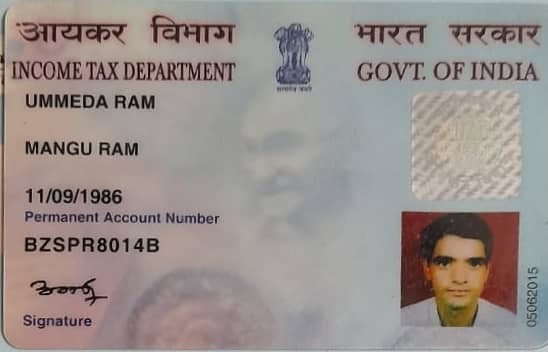 आयकर विभाग
भारत सरकार
INCOME TAX DEPARTMENT
GOVT. OF INDIA
सत्यमेव जयते
UMMEDA RAM
MANGU RAM
11/09/1986
Permanent Account Number
BZSPR8014B
Signature
05062015